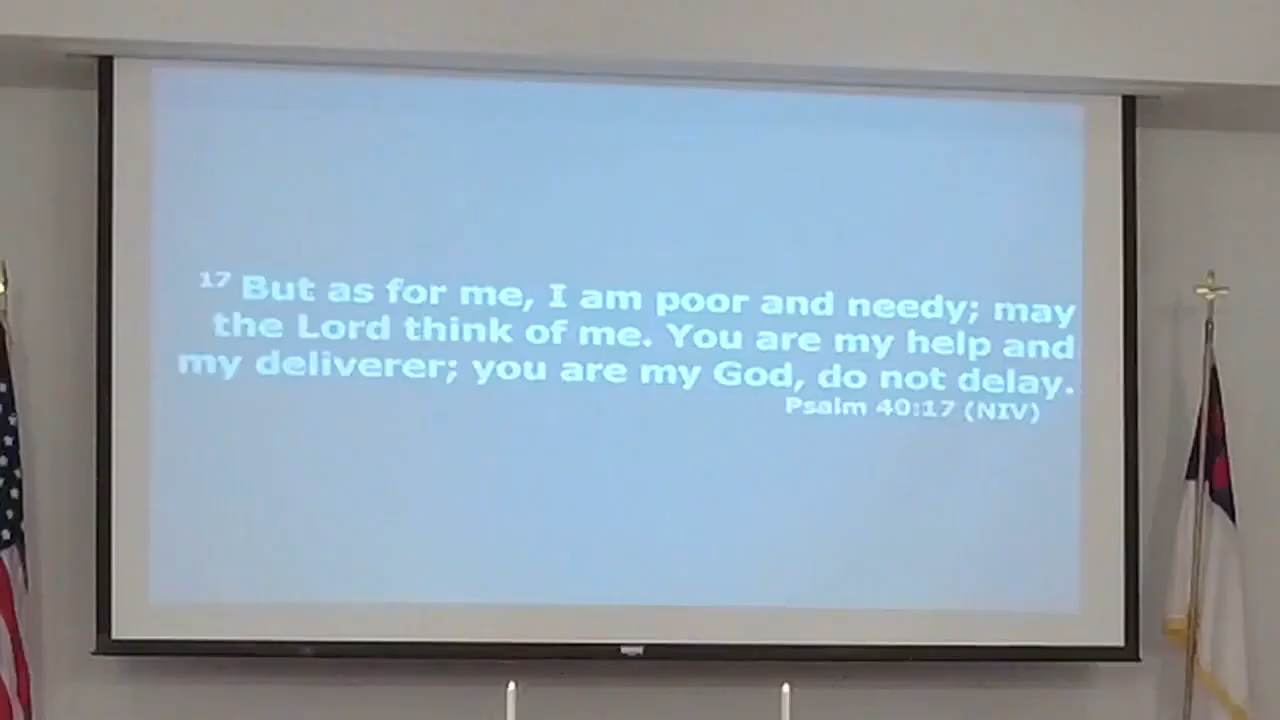 17 But as for me, I am poor and needy; may
the Lord think of me. You are my help and
my deliverer; you are my God, do not delay.
Psalm 40:17 (NIV)